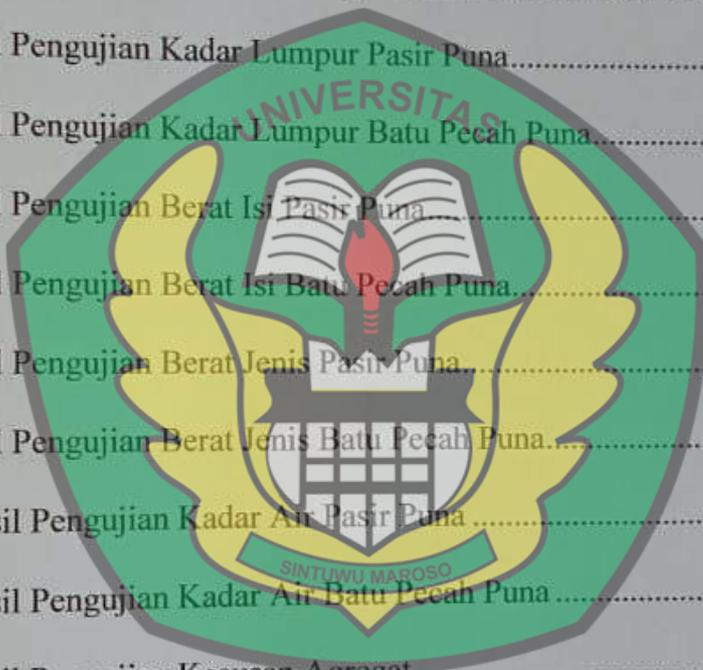 Pengujian Kadar Lumpur Pasir Puna
UNIVERSITAS
Pengujian Kadar Lumpur Batu Pecah Puna
Pengujian Berat Isi Pasir Puna
Pengujian Berat Isi Batu Pecah Puna
Pengujian Berat Jenis Pasir Puna
Pengujian Berat Jenis Batu Pecah Puna
sil Pengujian Kadar Air Pasir Puna
SINTUWU MAROSO
sil Pengujian Kadar Air Batu Pecah Puna
Keausan Agregat